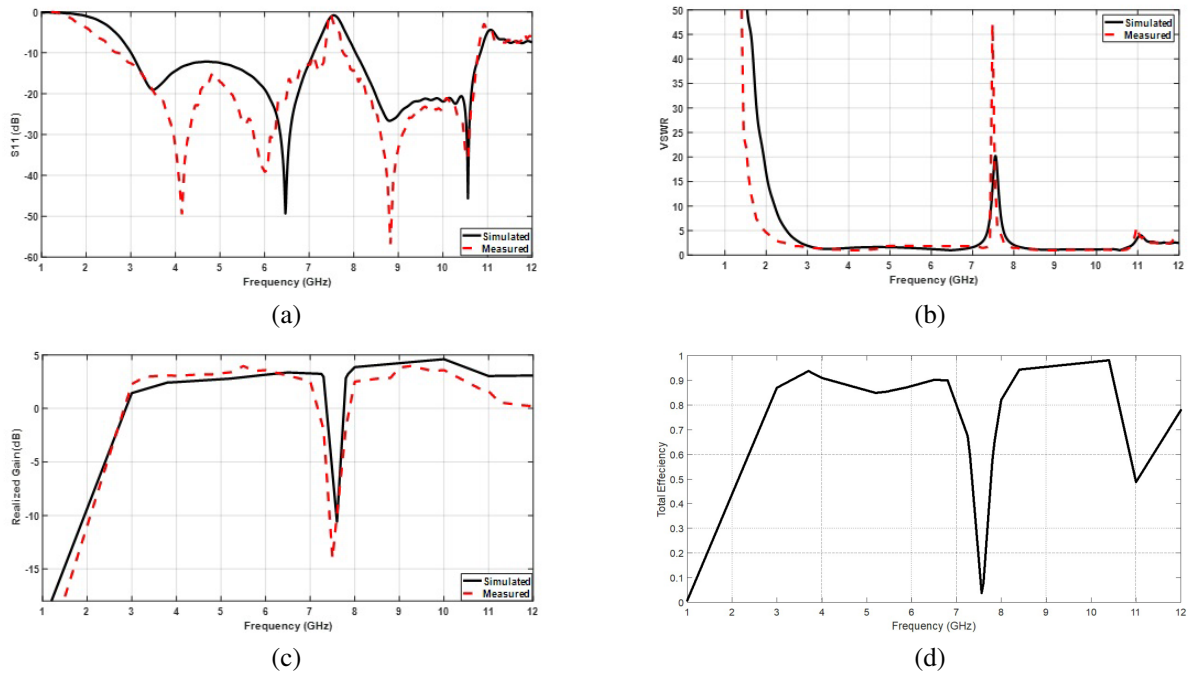 0
-10
-20
-30
-40
-50
-60
S11(dB)
Simulated
Measured
1 2 3 4 5 6 7 8 9 10 11 12
Frequency (GHz)
(a)
50
45
40
35
30
25
20
15
10
5
0
VSWR
Simulated
Measured
1 2 3 4 5 6 7 8 9 10 11 12
Frequency (GHz)
(b)
5
0
-5
-10
-15
Realized Gain(dB)
Simulated
Measured
1 2 3 4 5 6 7 8 9 10 11 12
Frequency (GHz)
(c)
1
0.9
0.8
0.7
0.6
0.5
0.4
0.3
0.2
0.1
0
Total Effeciency
1 2 3 4 5 6 7 8 9 10 11 12
Frequency (GHz)
(d)